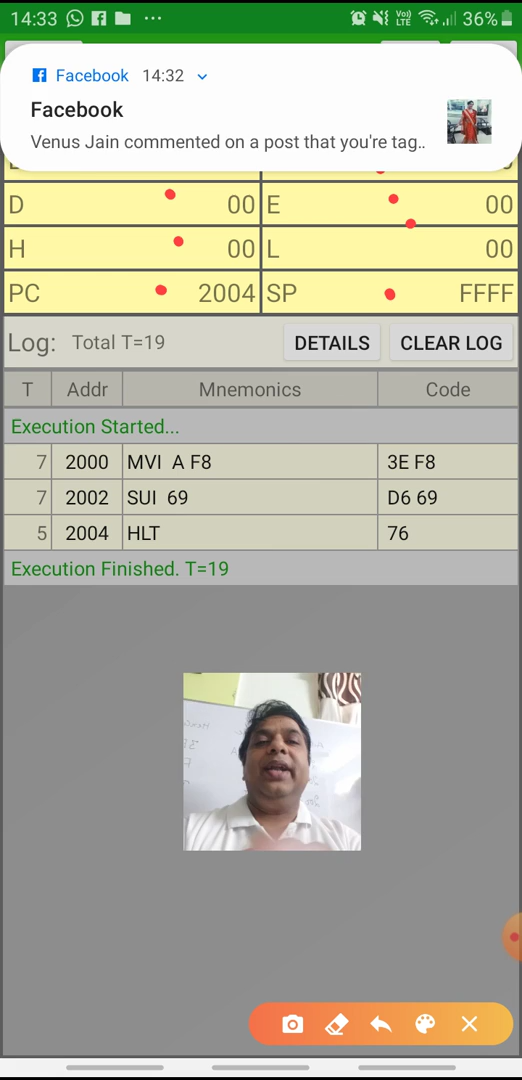 14:33 Vo) LTE 36%
Facebook 14:32
Facebook
Venus Jain commented on a post that you're tag..
D 00 E 00
H 00 L 00
PC 2004 SP FFFF
Log: Total T=19 DETAILS CLEAR LOG
T Addr Mnemonics Code
Execution Started...
7 2000 MVI A F8 3E F8
7 2002 SUI 69 D6 69
5 2004 HLT 76
Execution Finished. T=19